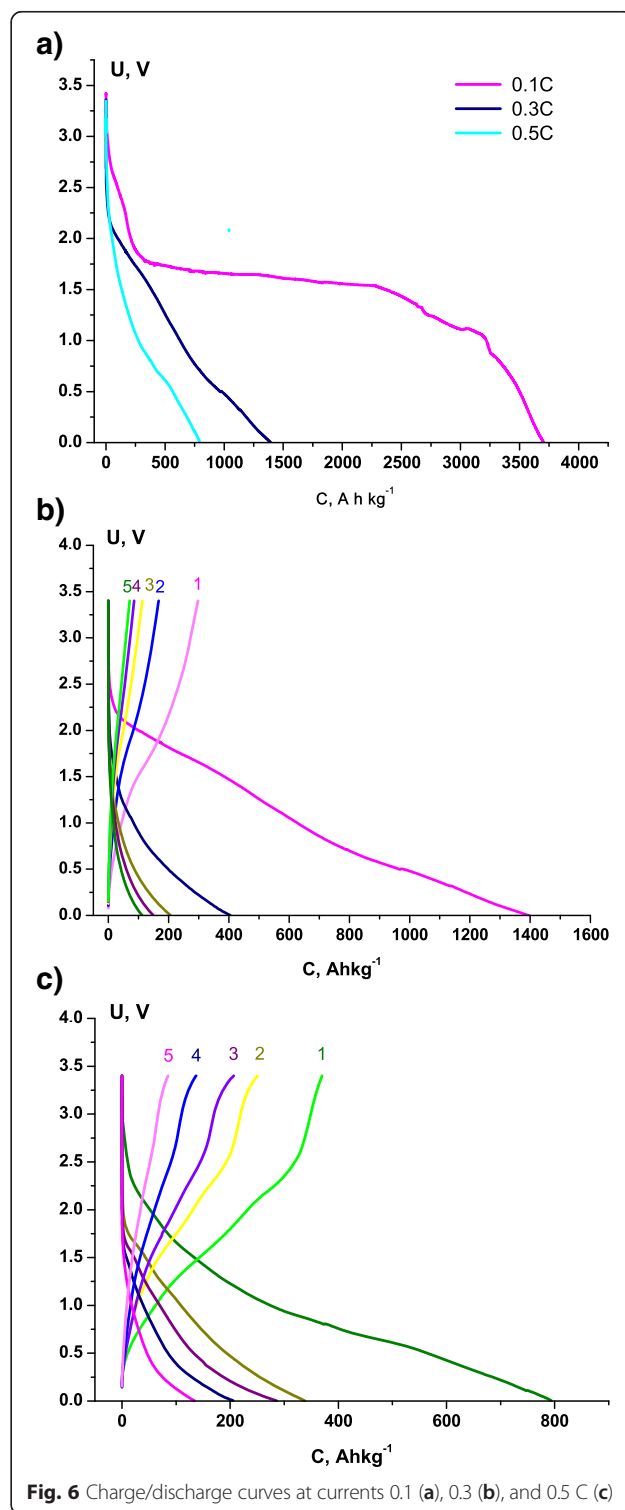 a)
U, V
3.5
3.0
2.5
2.0
1.5
1.0
0.5
0.0
0.1C
0.3C
0.5C
0 500 1000 1500 2000 2500 3000 3500 4000
C, A h kg⁻¹
b)
U, V
4.0
3.5
3.0
2.5
2.0
1.5
1.0
0.5
0.0
5 4 3 2 1
0 200 400 600 800 1000 1200 1400 1600
C, Ahkg⁻¹
c)
U, V
4.0
3.5
3.0
2.5
2.0
1.5
1.0
0.5
0.0
5 4 3 2 1
0 200 400 600 800
C, Ahkg⁻¹
Fig. 6 Charge/discharge curves at currents 0.1 (a), 0.3 (b), and 0.5 C (c)